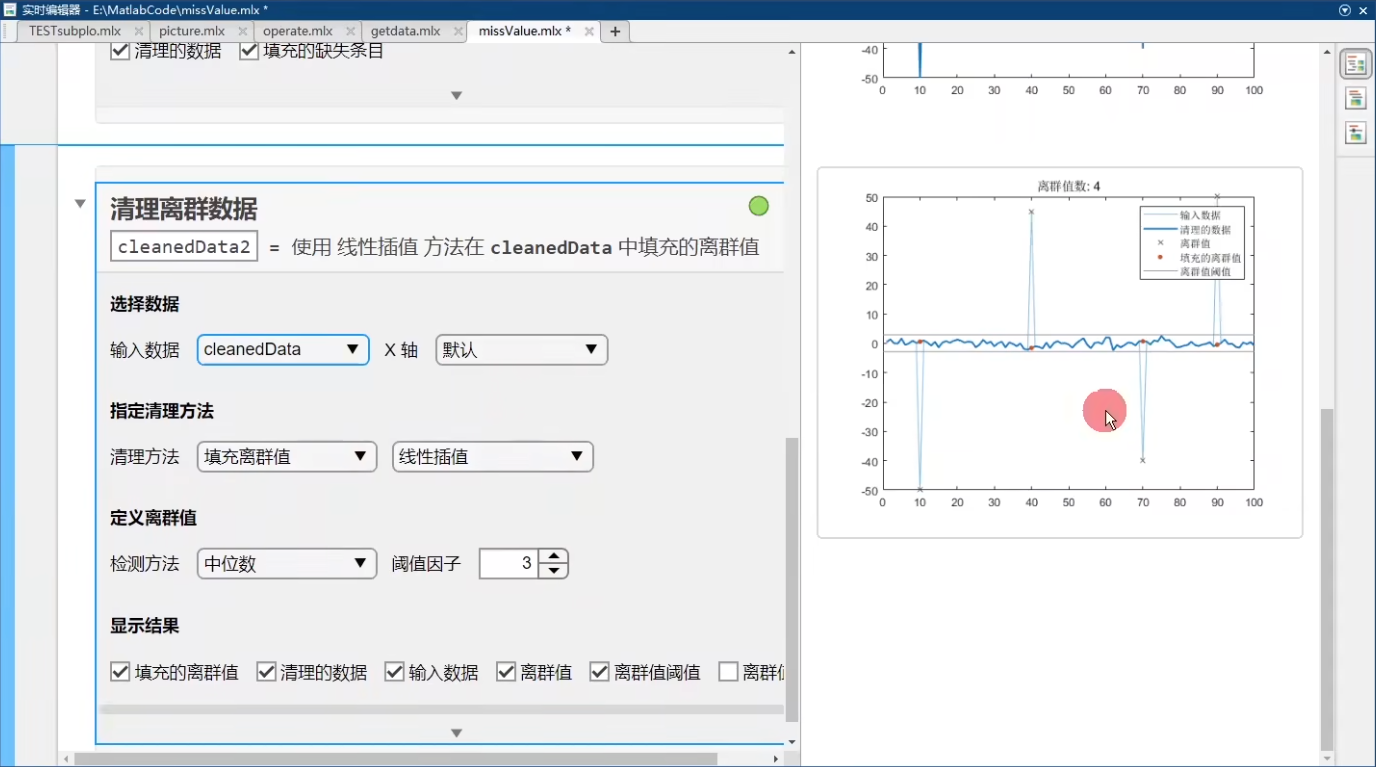 实时编辑器 - E:\MatlabCode\missValue.mlx *
TESTsubplo.mlx picture.mlx operate.mlx getdata.mlx missValue.mlx *
清理的数据 填充的缺失条目
清理离群数据
cleanedData2 = 使用 线性插值 方法在 cleanedData 中填充的离群值
选择数据
输入数据 cleanedData X 轴 默认
指定清理方法
清理方法 填充离群值 线性插值
定义离群值
检测方法 中位数 阈值因子 3
显示结果
填充的离群值 清理的数据 输入数据 离群值 离群值阈值 离群
-40
-50
0 10 20 30 40 50 60 70 80 90 100
离群值数: 4
50
40
30
20
10
0
-10
-20
-30
-40
-50
0 10 20 30 40 50 60 70 80 90 100
输入数据
清理的数据
离群值
填充的离群值
离群值阈值